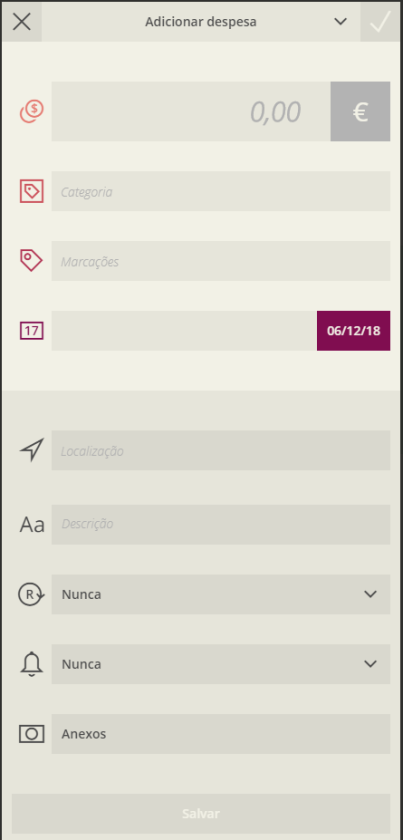 Adicionar despesa
$ 0,00 €
Categoria
Marcações
17 06/12/18
Localização
Aa Descrição
R Nunca
Nunca
Anexos
Salvar